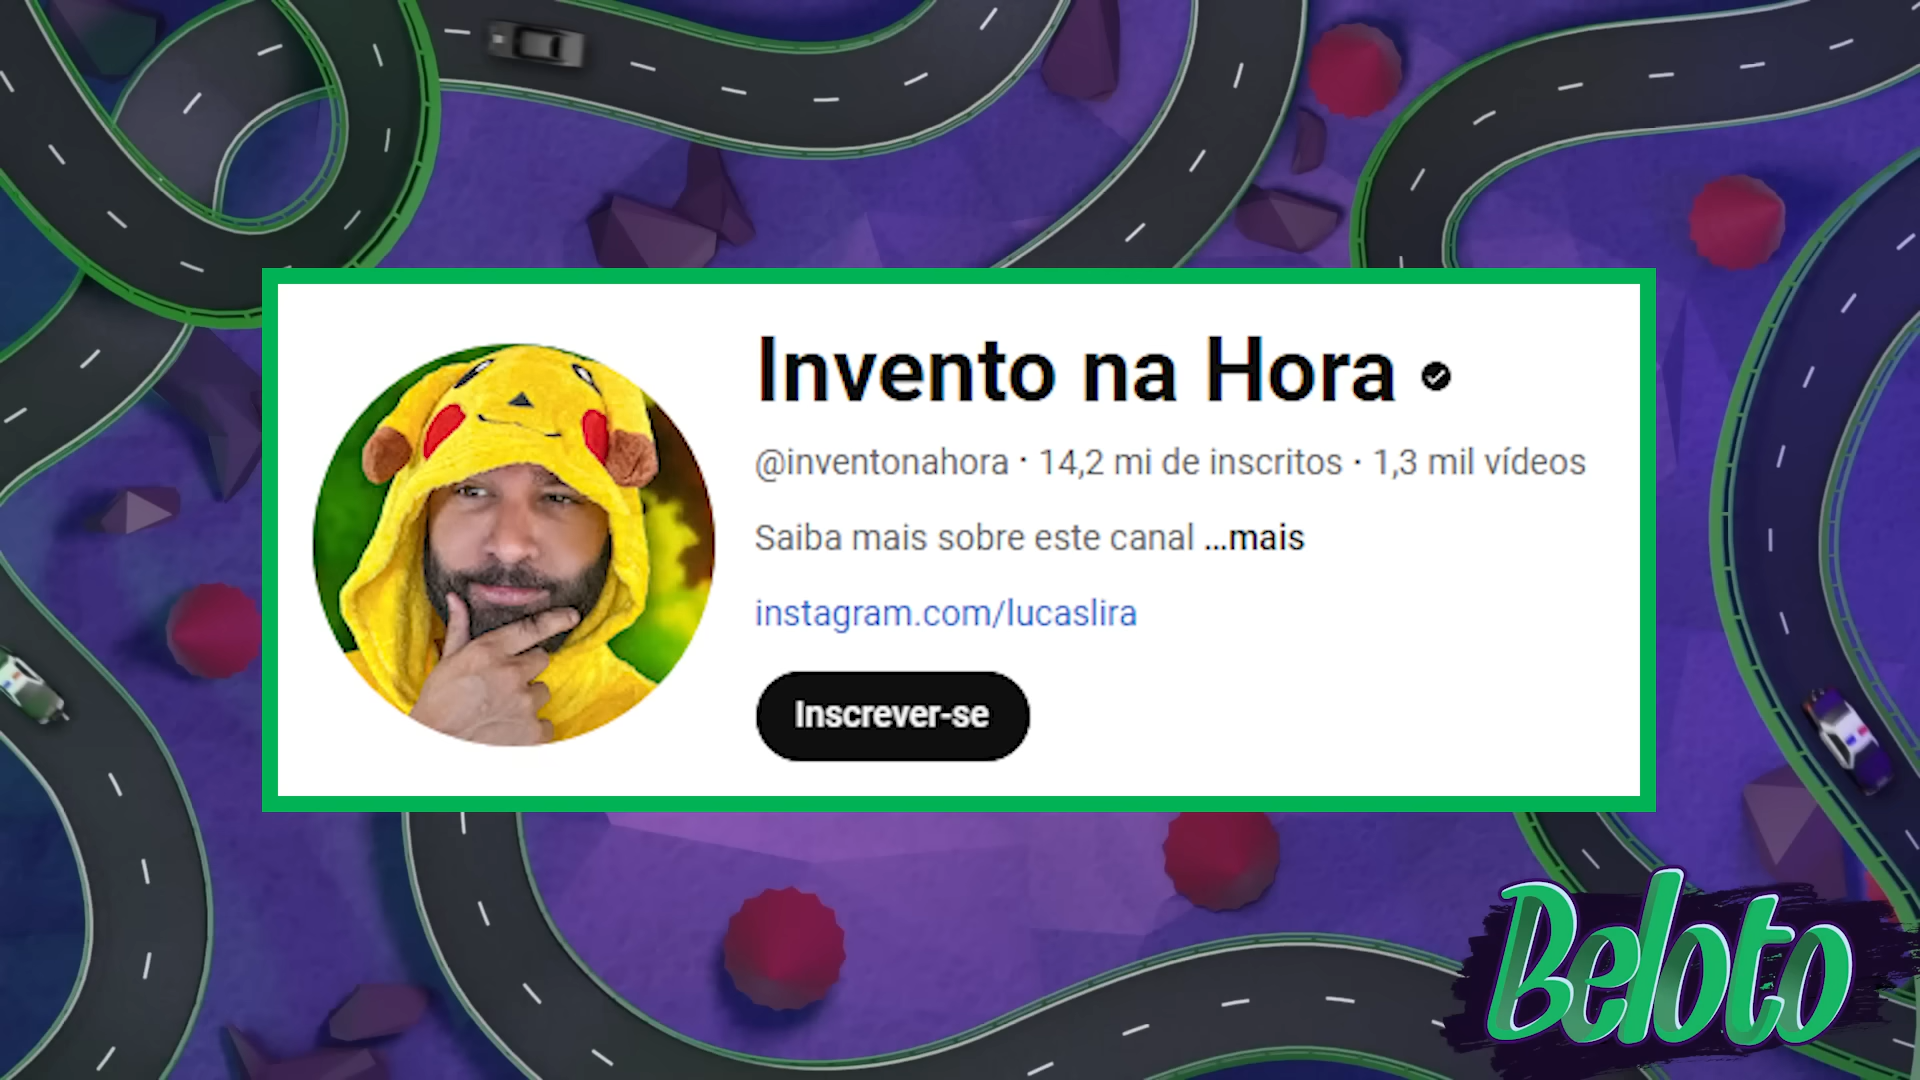 Invento na Hora
@inventonahora · 14,2 mi de inscritos · 1,3 mil vídeos
Saiba mais sobre este canal ...mais
instagram.com/lucaslira
Inscrever-se
Beloto